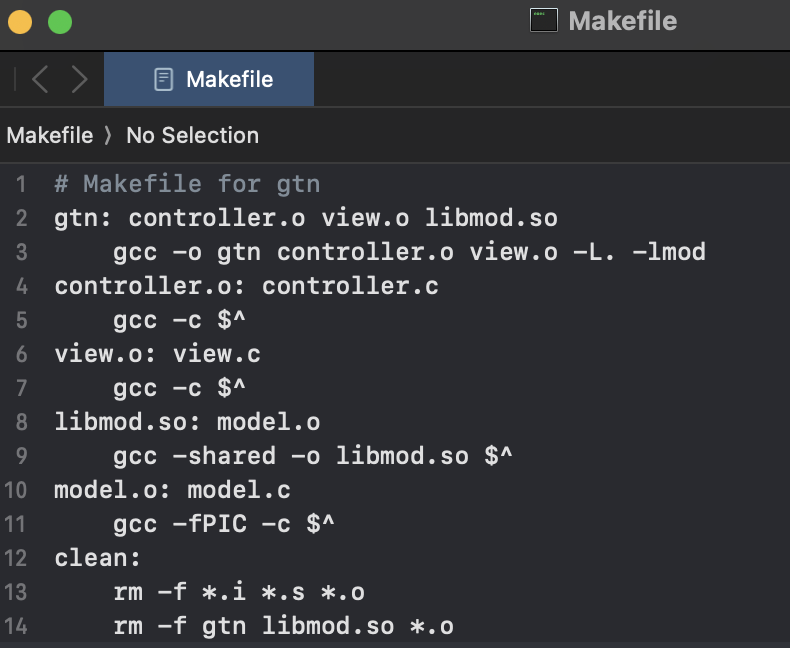 Makefile
Makefile
Makefile ⟩ No Selection
1 # Makefile for gtn
2 gtn: controller.o view.o libmod.so
3     gcc -o gtn controller.o view.o -L. -lmod
4 controller.o: controller.c
5     gcc -c $^
6 view.o: view.c
7     gcc -c $^
8 libmod.so: model.o
9     gcc -shared -o libmod.so $^
10 model.o: model.c
11     gcc -fPIC -c $^
12 clean:
13     rm -f *.i *.s *.o
14     rm -f gtn libmod.so *.o